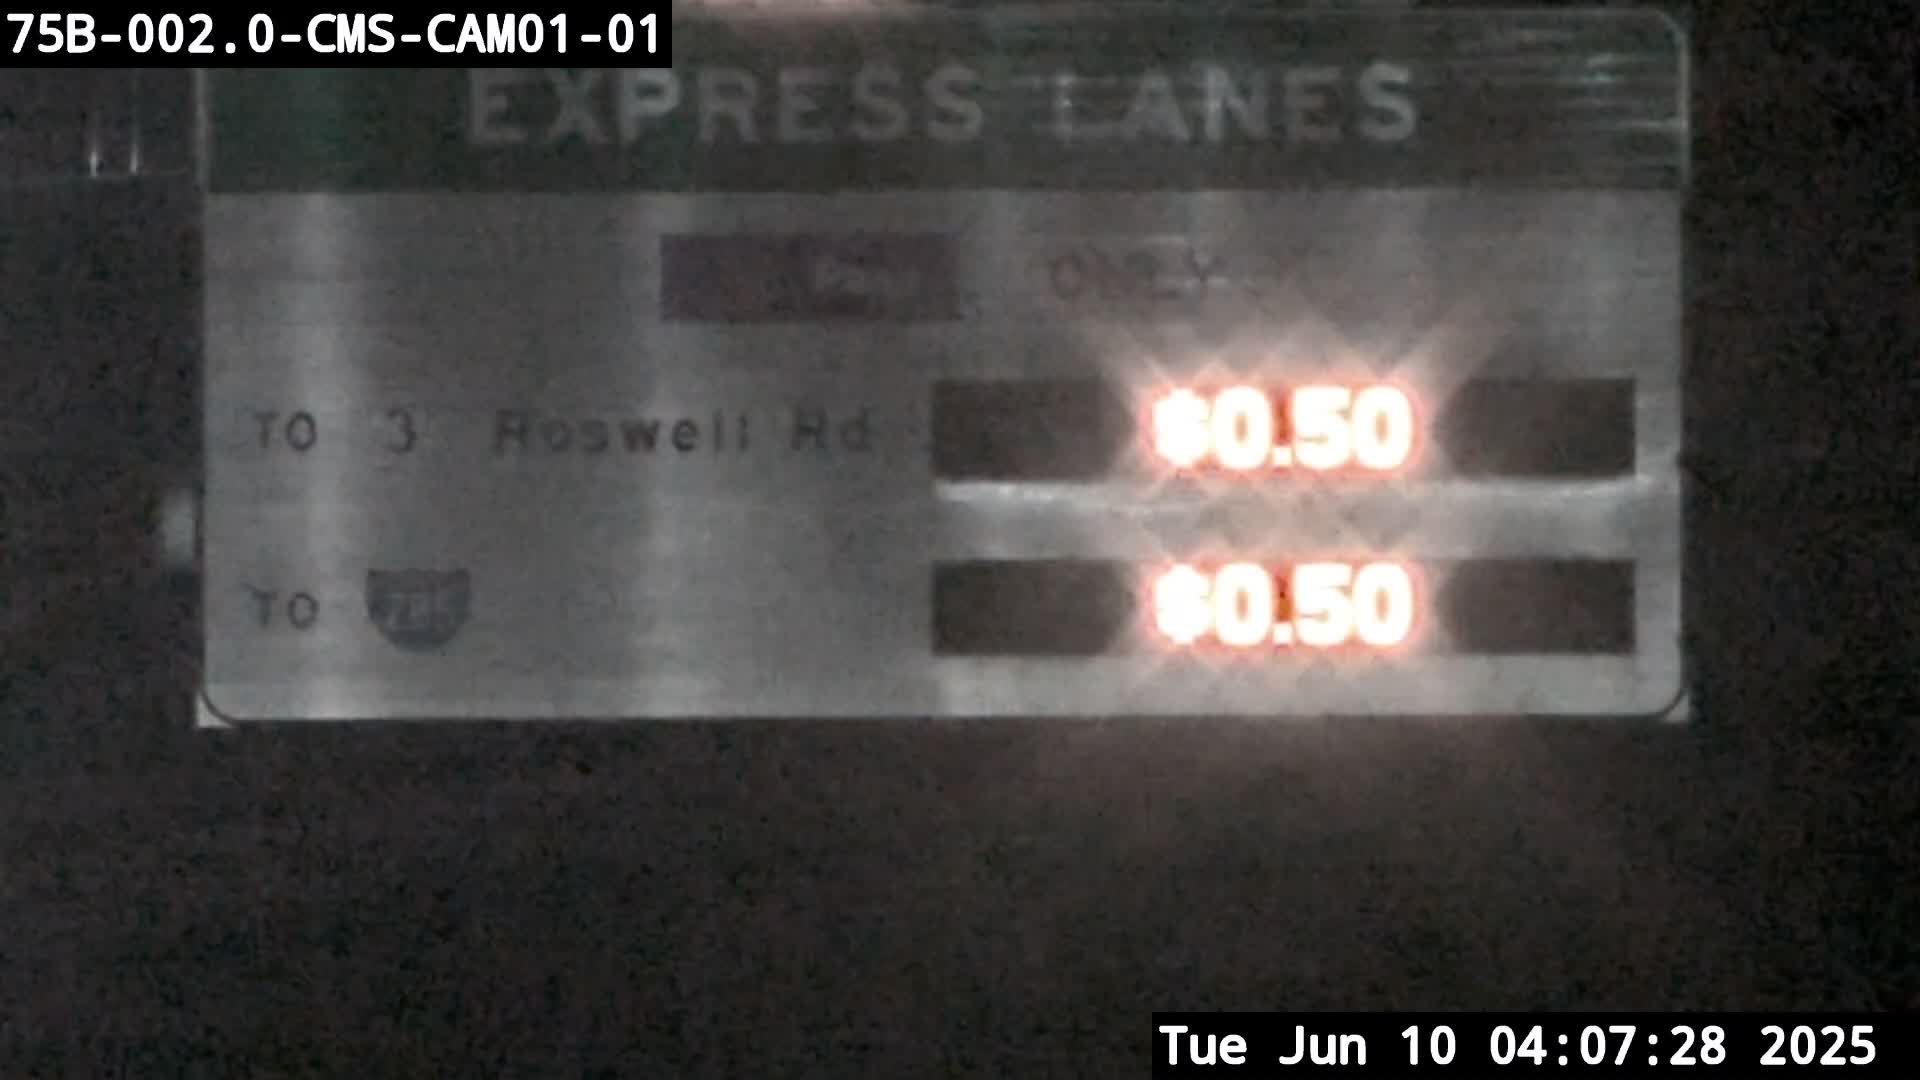 75B-002.0-CMS-CAM01-01
EXPRESS LANES
ONLY
TO 3 Roswell Rd $0.50
TO $0.50
Tue Jun 10 04:07:28 2025